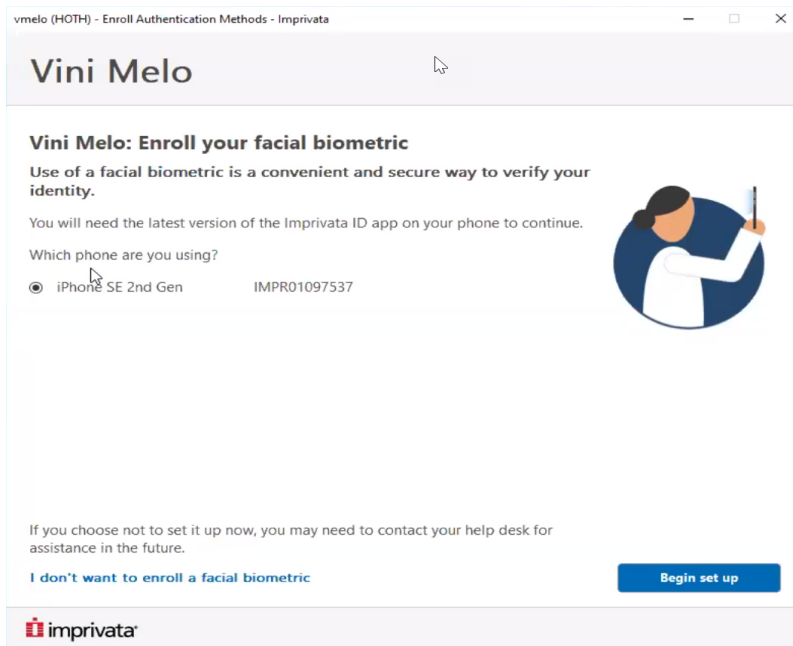 vmelo (HOTH) - Enroll Authentication Methods - Imprivata
Vini Melo
Vini Melo: Enroll your facial biometric
Use of a facial biometric is a convenient and secure way to verify your
identity.
You will need the latest version of the Imprivata ID app on your phone to continue.
Which phone are you using?
iPhone SE 2nd Gen IMPR01097537
If you choose not to set it up now, you may need to contact your help desk for
assistance in the future.
I don't want to enroll a facial biometric
Begin set up
imprivata